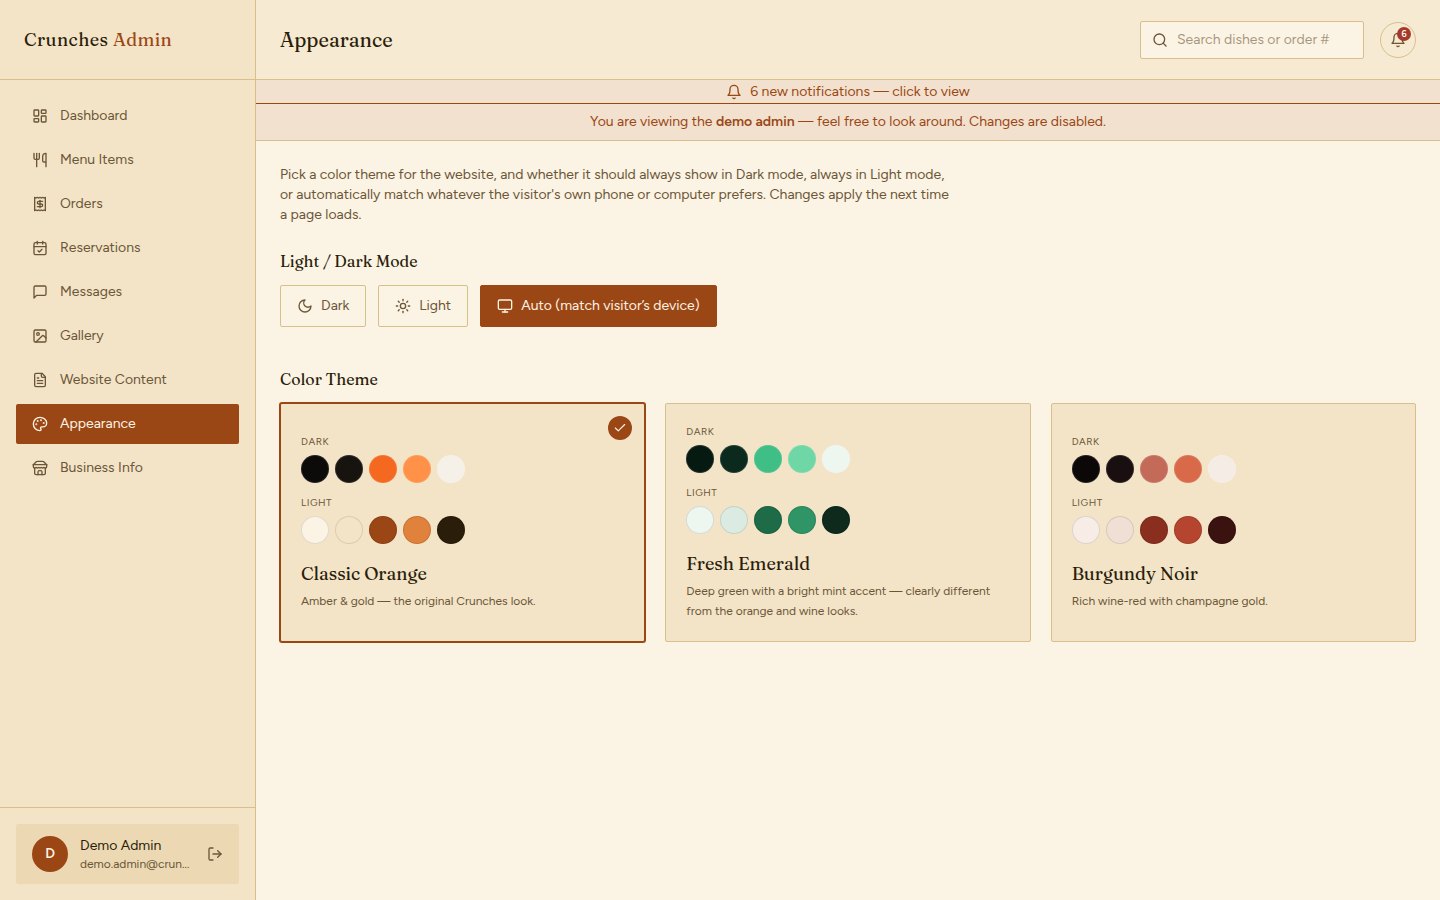 Crunches Admin
Appearance
Search dishes or order #
6
6 new notifications — click to view
You are viewing the demo admin — feel free to look around. Changes are disabled.
Dashboard
Menu Items
Orders
Reservations
Messages
Gallery
Website Content
Appearance
Business Info
Pick a color theme for the website, and whether it should always show in Dark mode, always in Light mode,
or automatically match whatever the visitor's own phone or computer prefers. Changes apply the next time
a page loads.
Light / Dark Mode
Dark
Light
Auto (match visitor's device)
Color Theme
DARK
LIGHT
Classic Orange
Amber & gold — the original Crunches look.
DARK
LIGHT
Fresh Emerald
Deep green with a bright mint accent — clearly different
from the orange and wine looks.
DARK
LIGHT
Burgundy Noir
Rich wine-red with champagne gold.
D
Demo Admin
demo.admin@crun…